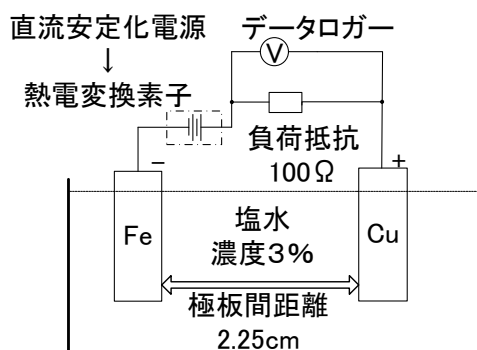 直流安定化電源
↓
熱電変換素子
データロガー
V
負荷抵抗
100Ω
−
+
Fe
塩水
濃度3%
Cu
極板間距離
2.25cm